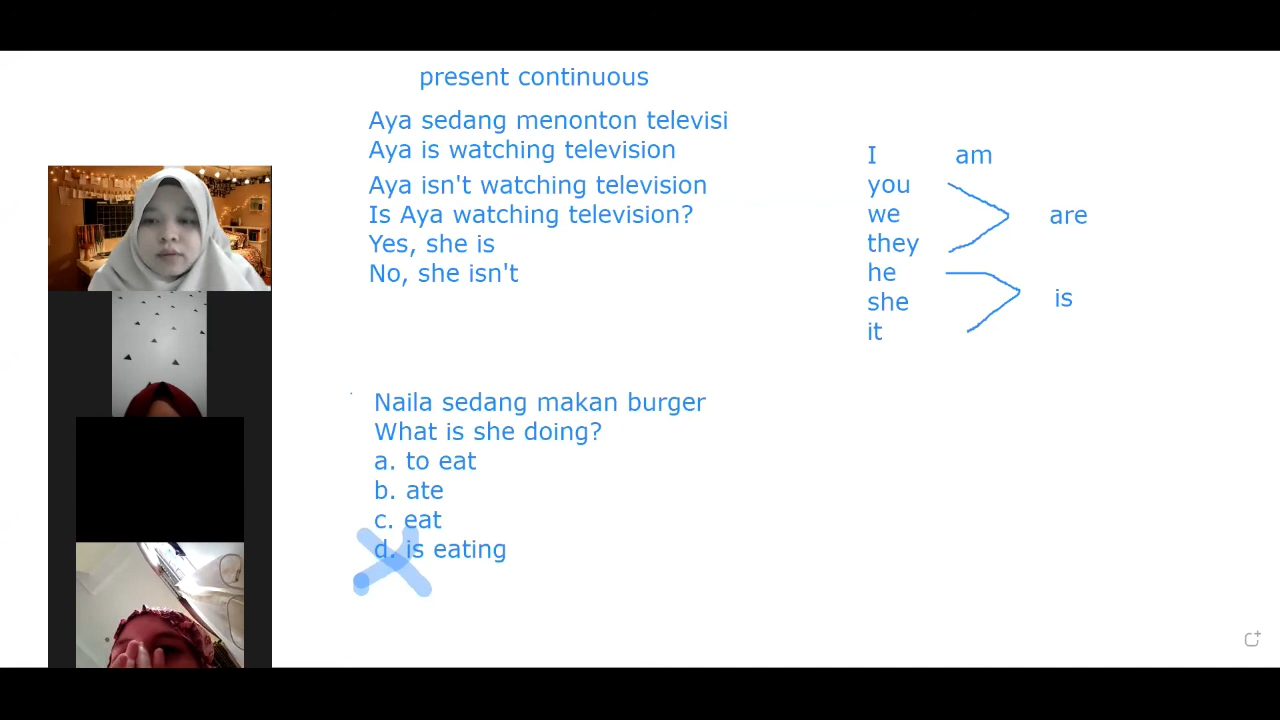 present continuous
Aya sedang menonton televisi
Aya is watching television
Aya isn't watching television
Is Aya watching television?
Yes, she is
No, she isn't
I am
you
we are
they
he
she is
it
Naila sedang makan burger
What is she doing?
a. to eat
b. ate
c. eat
d. is eating